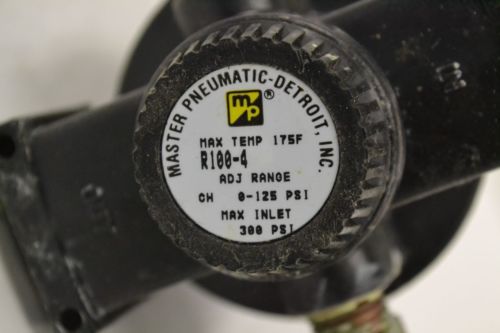 MASTER PNEUMATIC-DETROIT, INC.
mp ®
MAX TEMP 175F
R100-4
ADJ RANGE
CH 0-125 PSI
MAX INLET
300 PSI